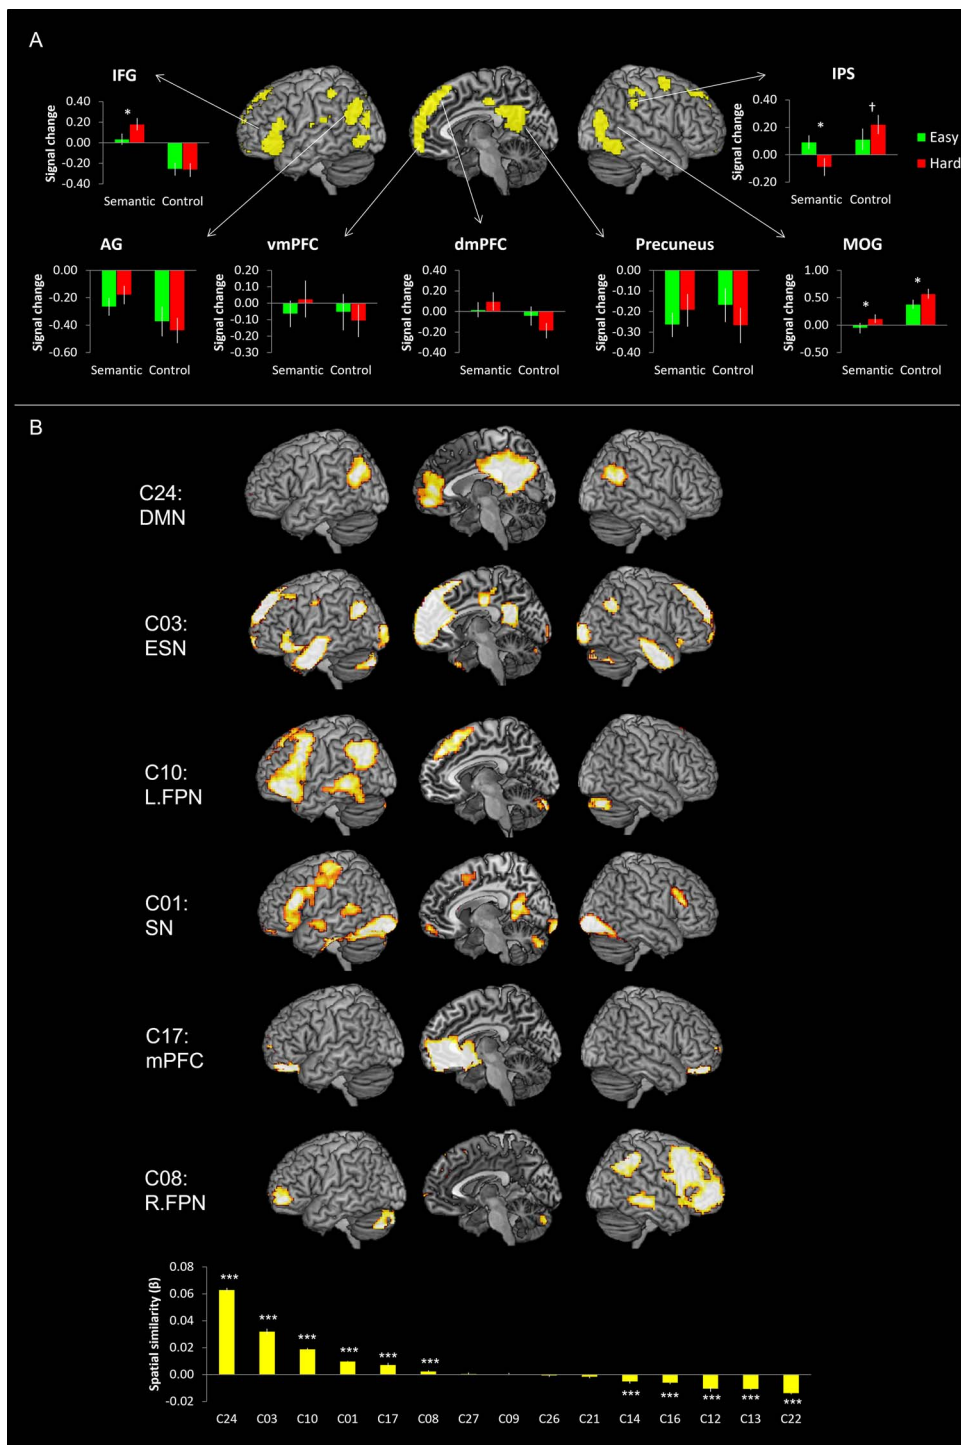 A
IFG
IPS
Signal change
0.40
0.20
0.00
-0.20
-0.40
*
Semantic Control
Signal change
0.40
0.20
0.00
-0.20
*
†
Semantic Control
Easy
Hard
AG
vmPFC
dmPFC
Precuneus
MOG
Signal change
0.00
-0.20
-0.40
-0.60
Semantic Control
Signal change
0.20
0.10
0.00
-0.10
-0.20
-0.30
Semantic Control
Signal change
0.40
0.20
0.00
-0.20
-0.40
Semantic Control
Signal change
0.00
-0.10
-0.20
-0.30
-0.40
Semantic Control
Signal change
1.00
0.50
0.00
-0.50
*
*
Semantic Control
B
C24:
DMN
C03:
ESN
C10:
L.FPN
C01:
SN
C17:
mPFC
C08:
R.FPN
Spatial similarity (β)
0.08
0.06
0.04
0.02
0.00
-0.02
*** *** *** *** *** ***
*** *** *** *** ***
C24 C03 C10 C01 C17 C08 C27 C09 C26 C21 C14 C16 C12 C13 C22